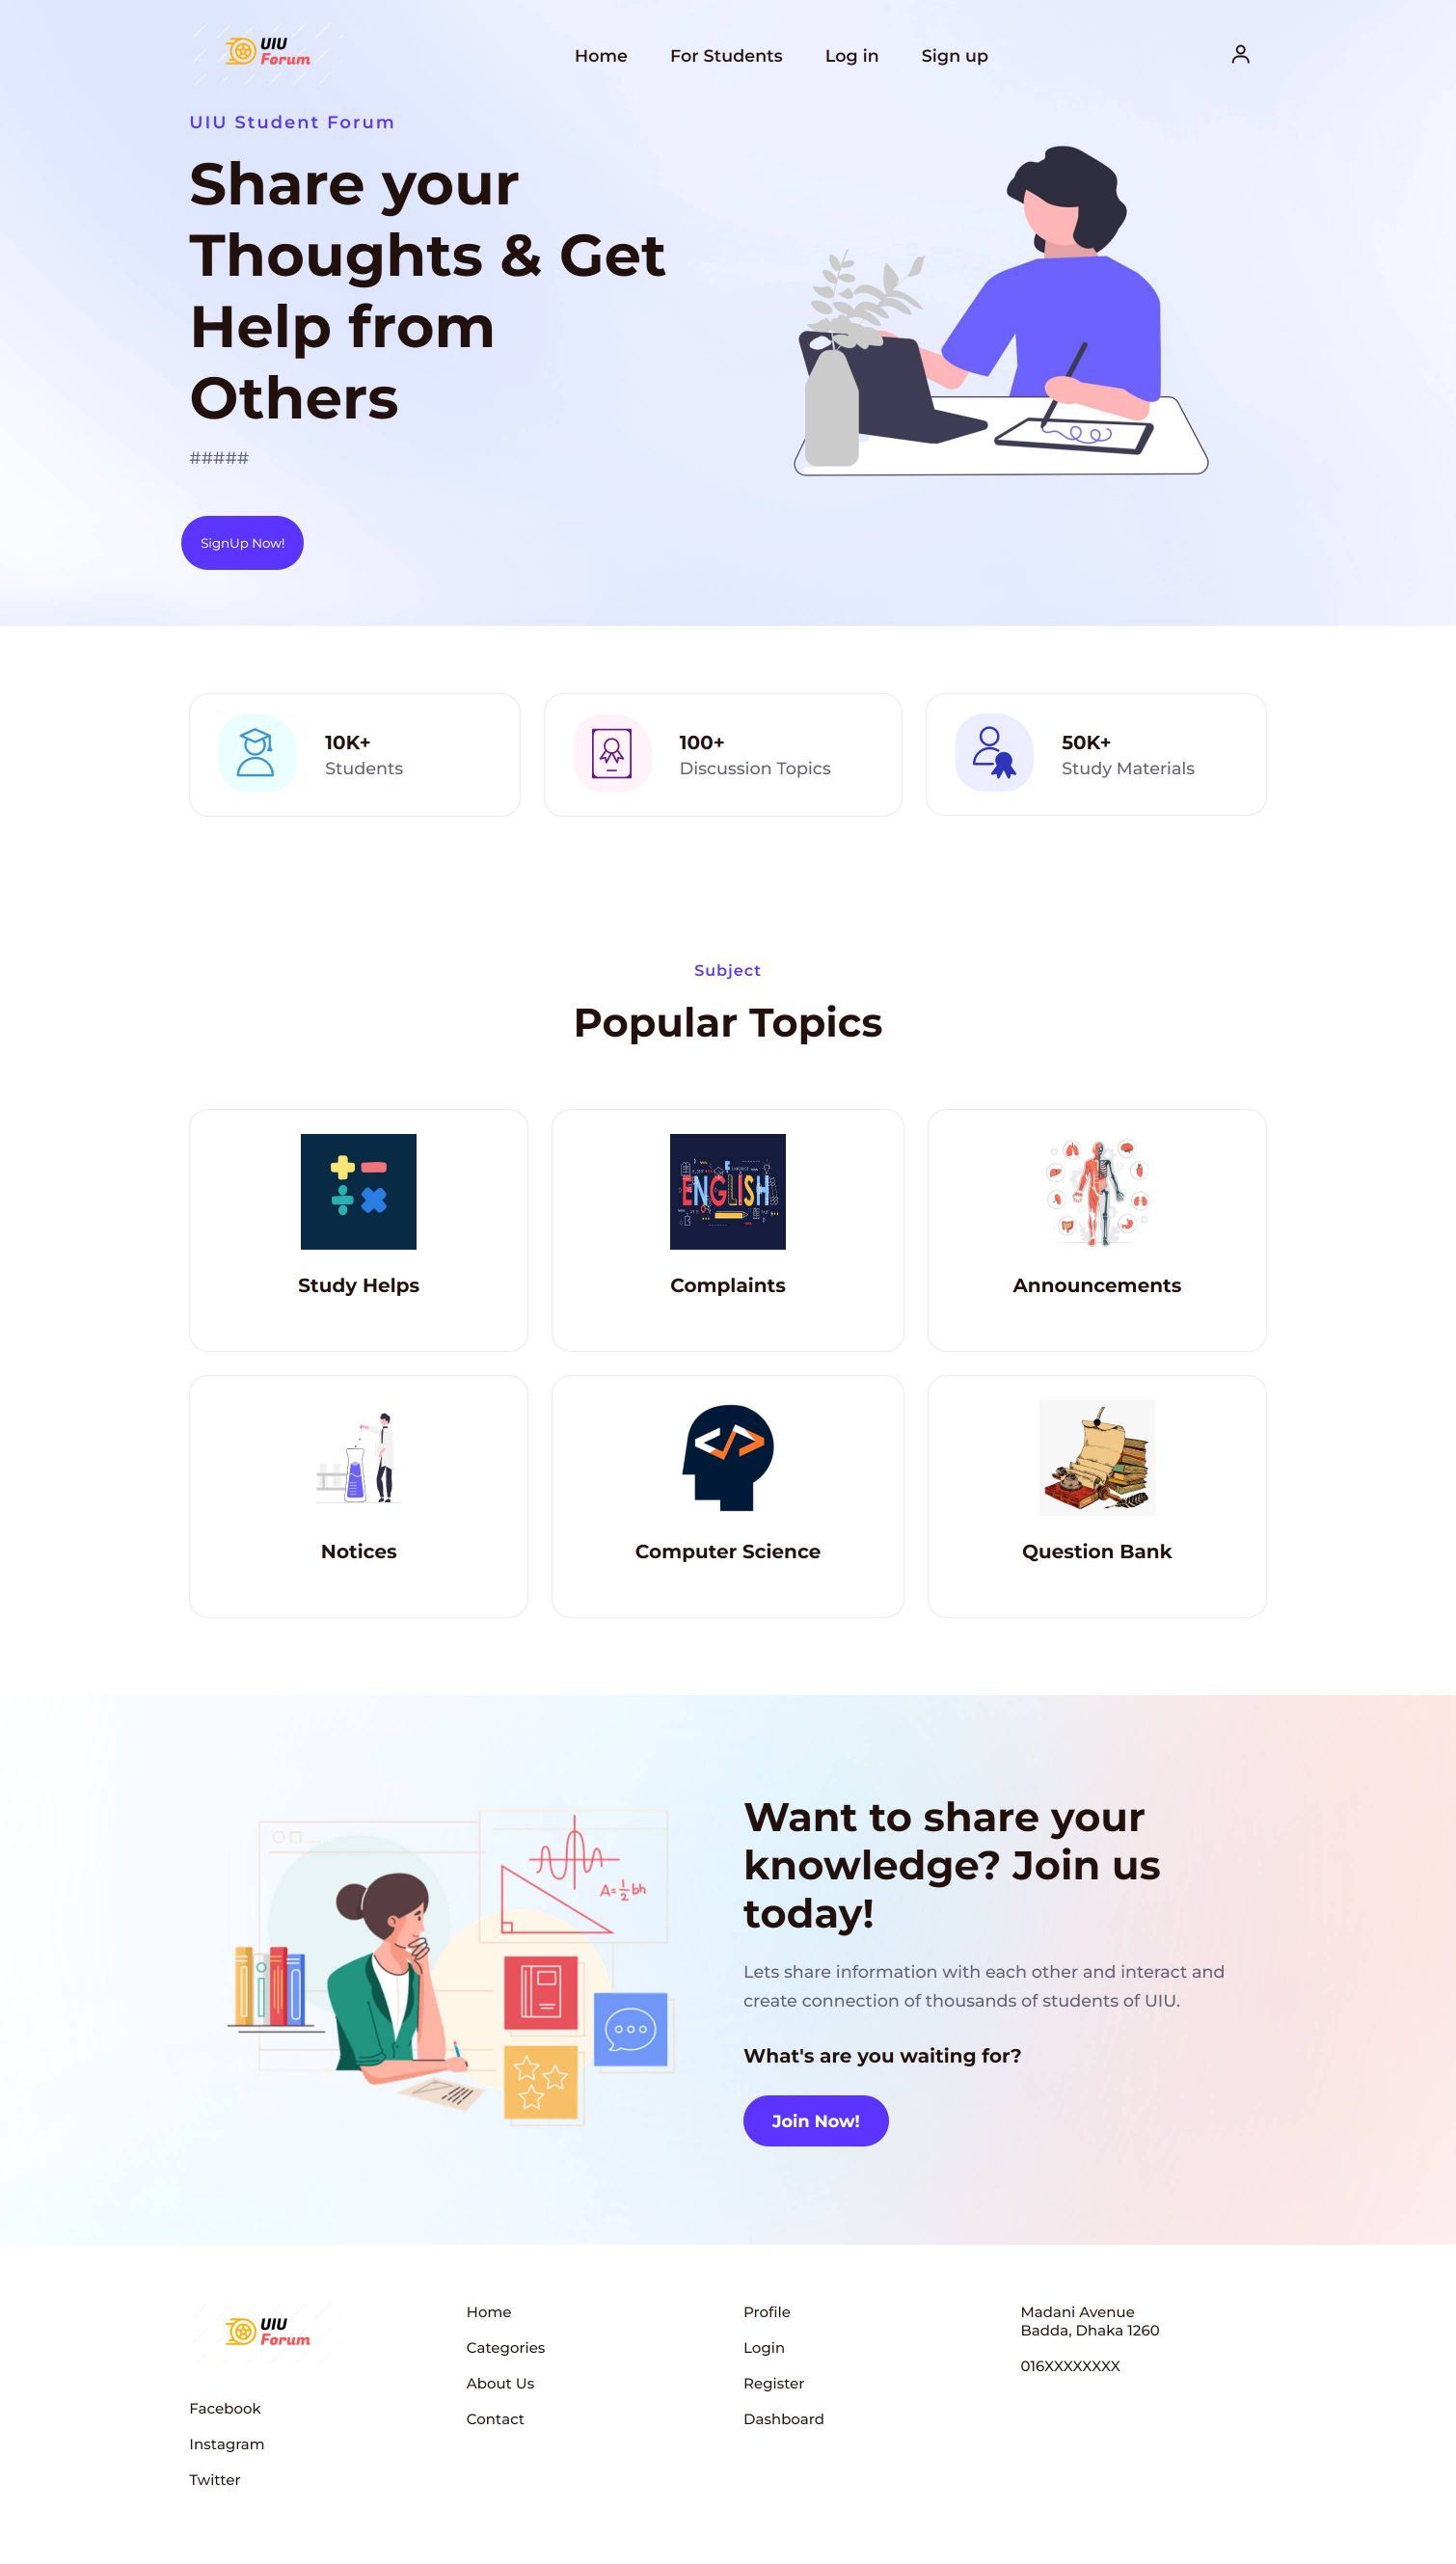 UIU
Forum
Home
For Students
Log in
Sign up
UIU Student Forum
Share your
Thoughts & Get
Help from
Others
#####
SignUp Now!
10K+
Students
100+
Discussion Topics
50K+
Study Materials
Subject
Popular Topics
ENGLISH
Study Helps
Complaints
Announcements
Notices
Computer Science
Question Bank
Want to share your
knowledge? Join us
today!
A=1/2 bh
Lets share information with each other and interact and
create connection of thousands of students of UIU.
What's are you waiting for?
Join Now!
UIU
Forum
Facebook
Instagram
Twitter
Home
Categories
About Us
Contact
Profile
Login
Register
Dashboard
Madani Avenue
Badda, Dhaka 1260
016XXXXXXXX